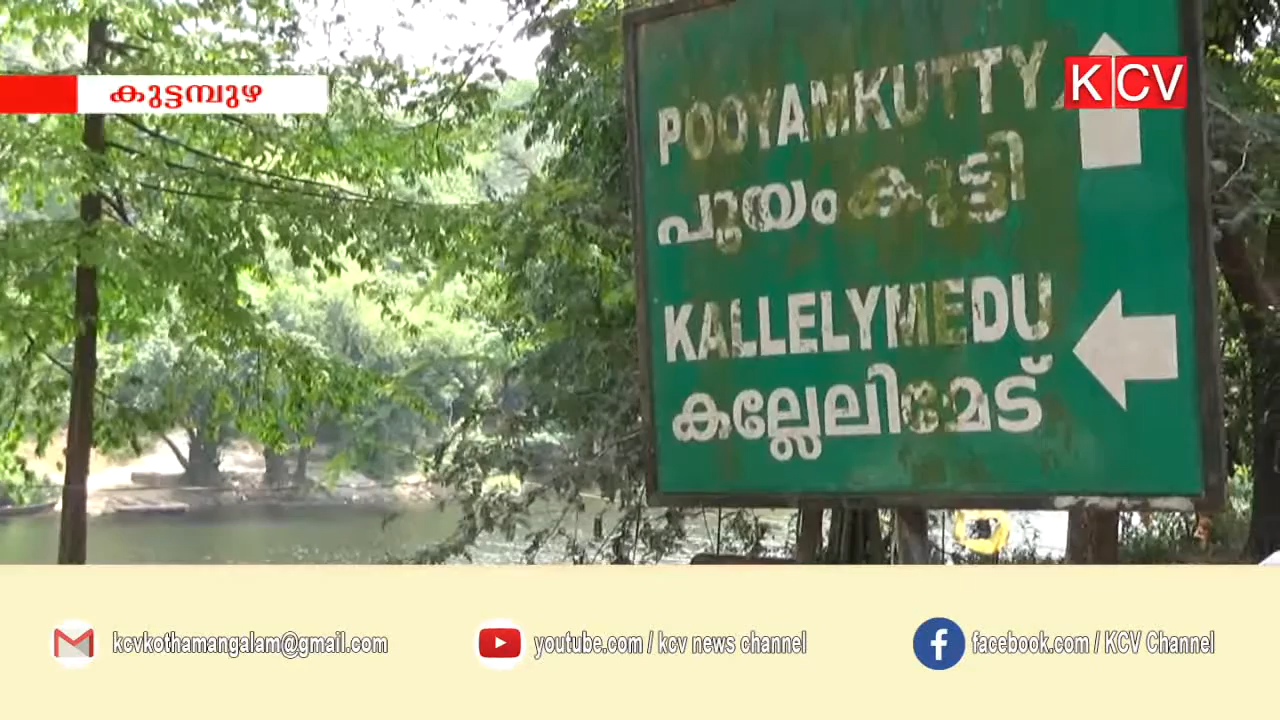 കുട്ടമ്പുഴ
KCV
POOYAMKUTTY
പൂയംകുട്ടി
KALLELYMEDU
കല്ലേലിമേട്
kcvkothamangalam@gmail.com
youtube.com / kcv news channel
facebook.com / KCV Channel